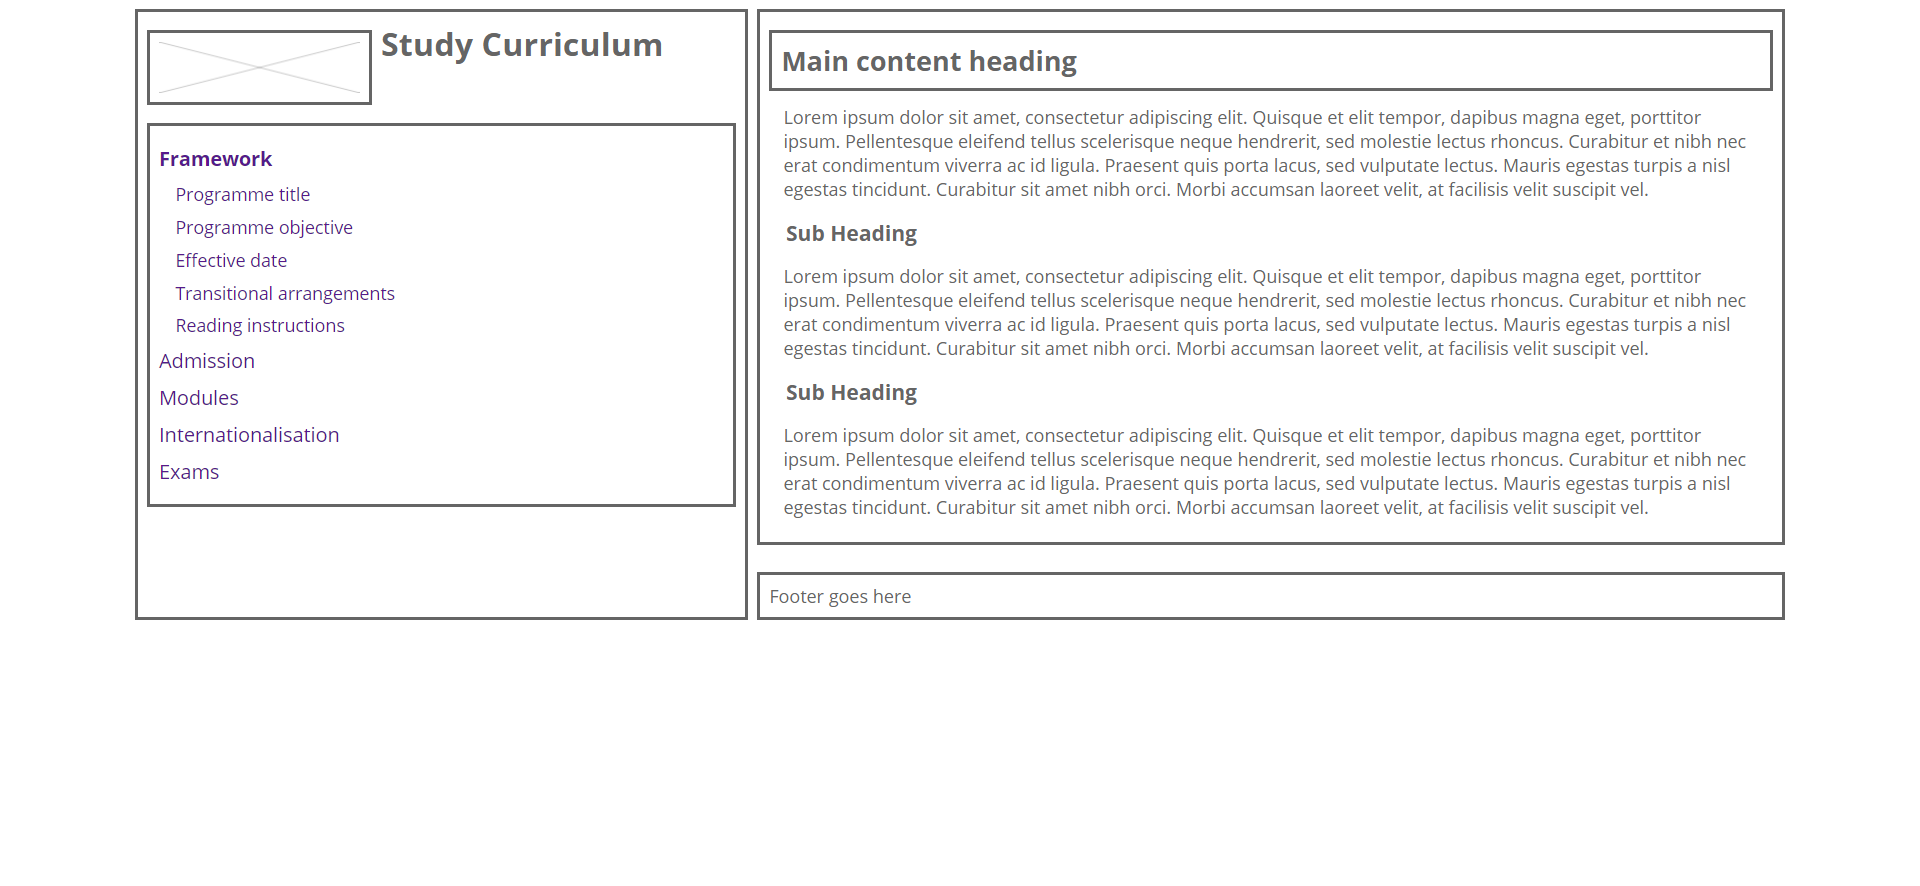 Study Curriculum
Framework
Programme title
Programme objective
Effective date
Transitional arrangements
Reading instructions
Admission
Modules
Internationalisation
Exams
Main content heading
Lorem ipsum dolor sit amet, consectetur adipiscing elit. Quisque et elit tempor, dapibus magna eget, porttitor
ipsum. Pellentesque eleifend tellus scelerisque neque hendrerit, sed molestie lectus rhoncus. Curabitur et nibh nec
erat condimentum viverra ac id ligula. Praesent quis porta lacus, sed vulputate lectus. Mauris egestas turpis a nisl
egestas tincidunt. Curabitur sit amet nibh orci. Morbi accumsan laoreet velit, at facilisis velit suscipit vel.
Sub Heading
Lorem ipsum dolor sit amet, consectetur adipiscing elit. Quisque et elit tempor, dapibus magna eget, porttitor
ipsum. Pellentesque eleifend tellus scelerisque neque hendrerit, sed molestie lectus rhoncus. Curabitur et nibh nec
erat condimentum viverra ac id ligula. Praesent quis porta lacus, sed vulputate lectus. Mauris egestas turpis a nisl
egestas tincidunt. Curabitur sit amet nibh orci. Morbi accumsan laoreet velit, at facilisis velit suscipit vel.
Sub Heading
Lorem ipsum dolor sit amet, consectetur adipiscing elit. Quisque et elit tempor, dapibus magna eget, porttitor
ipsum. Pellentesque eleifend tellus scelerisque neque hendrerit, sed molestie lectus rhoncus. Curabitur et nibh nec
erat condimentum viverra ac id ligula. Praesent quis porta lacus, sed vulputate lectus. Mauris egestas turpis a nisl
egestas tincidunt. Curabitur sit amet nibh orci. Morbi accumsan laoreet velit, at facilisis velit suscipit vel.
Footer goes here